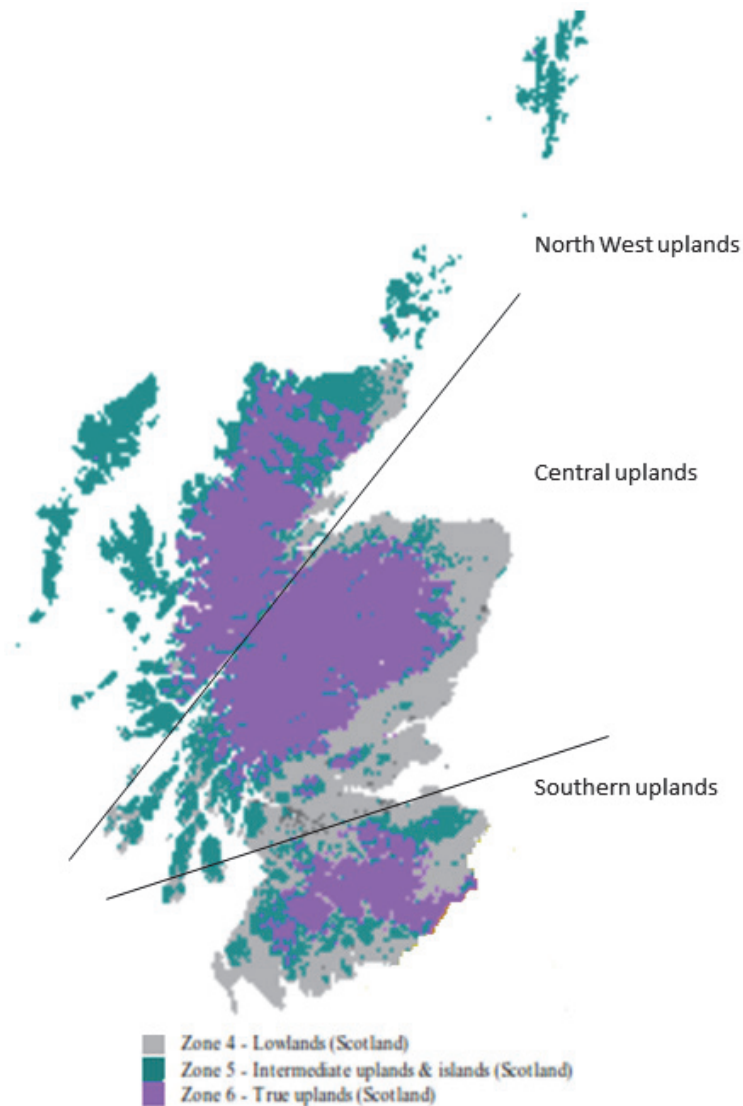 North West uplands
Central uplands
Southern uplands
Zone 4 - Lowlands (Scotland)
Zone 5 - Intermediate uplands & islands (Scotland)
Zone 6 - True uplands (Scotland)